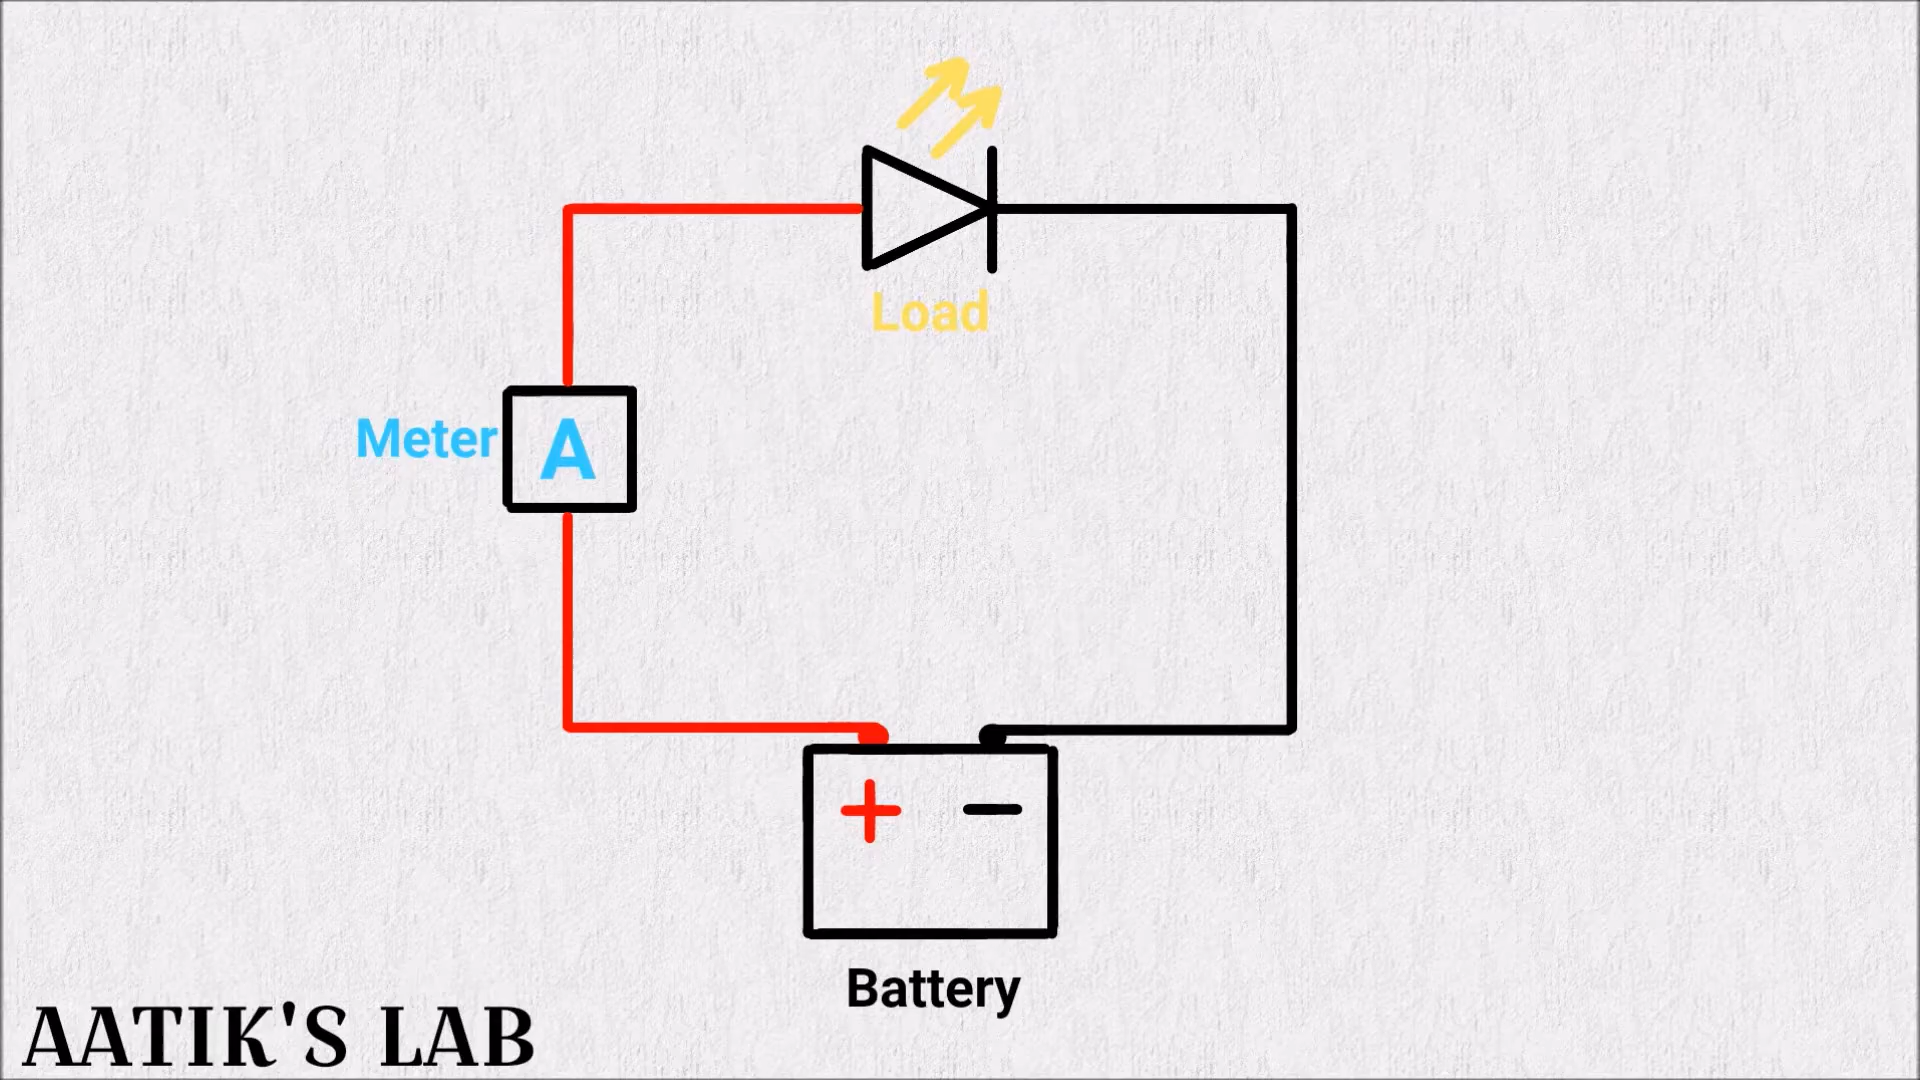 Load
Meter
A
+ −
Battery
AATIK'S LAB